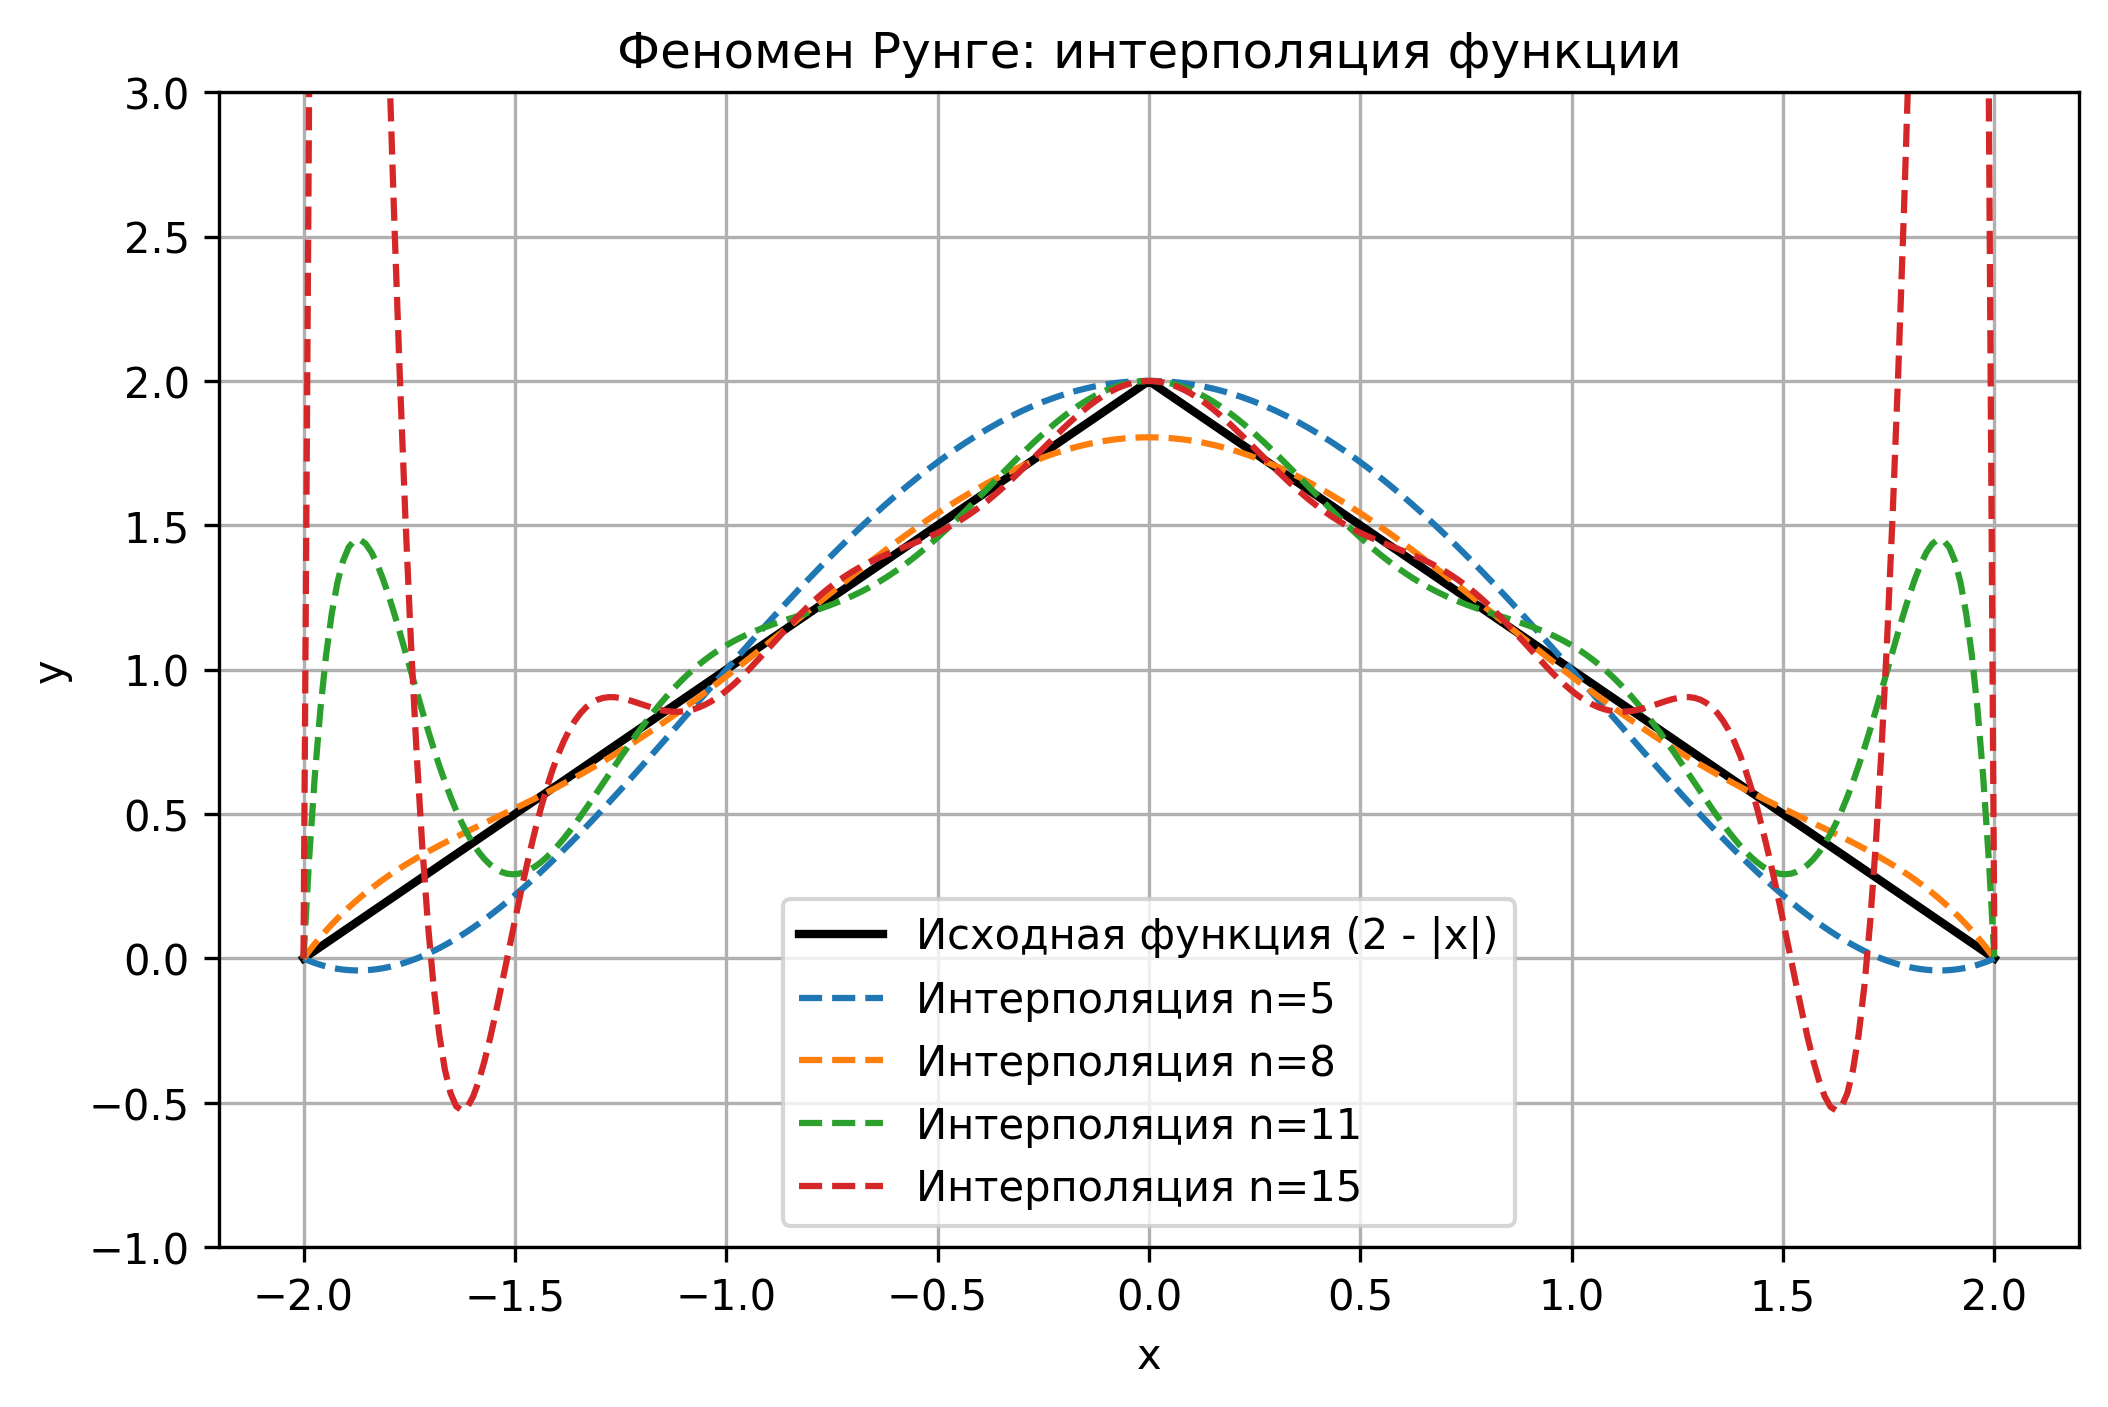 Феномен Рунге: интерполяция функции
3.0
2.5
2.0
1.5
1.0
0.5
0.0
−0.5
−1.0
y
Исходная функция (2 - |x|)
Интерполяция n=5
Интерполяция n=8
Интерполяция n=11
Интерполяция n=15
−2.0 −1.5 −1.0 −0.5 0.0 0.5 1.0 1.5 2.0
x